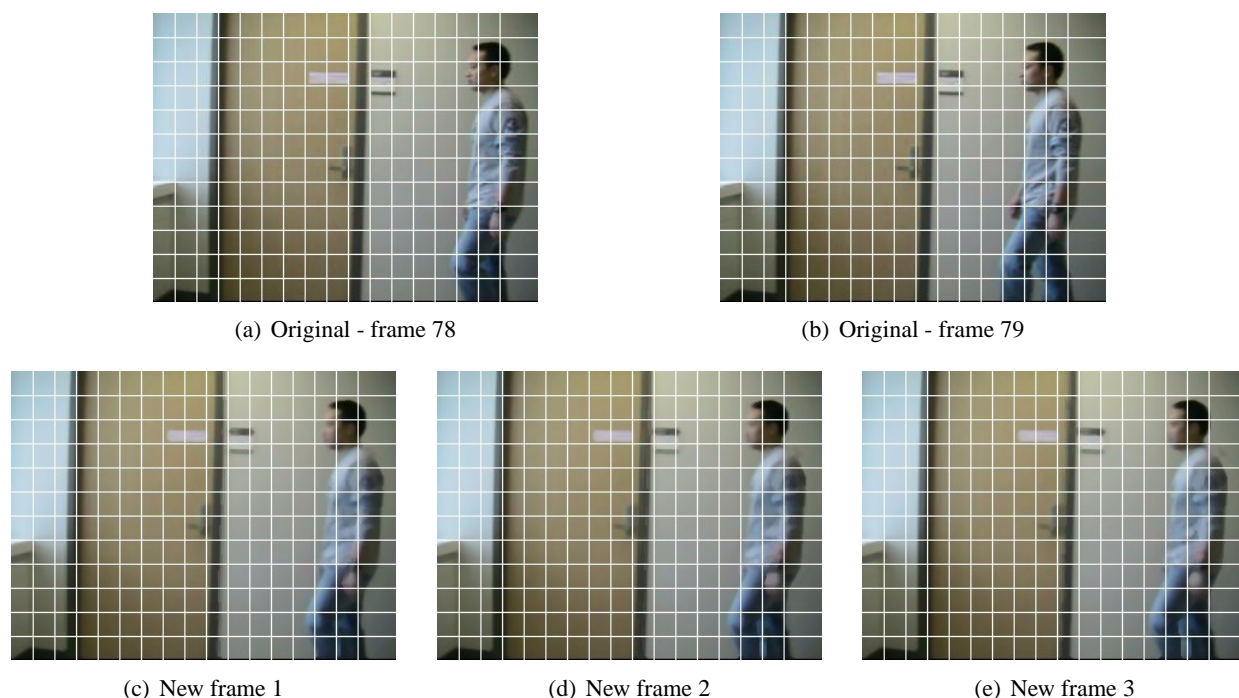 (a) Original - frame 78
(b) Original - frame 79
(c) New frame 1
(d) New frame 2
(e) New frame 3